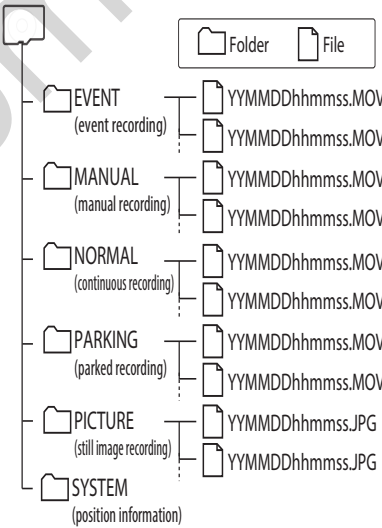 Folder File
EVENT YYMMDDhhmmss.MOV
(event recording) YYMMDDhhmmss.MOV
MANUAL YYMMDDhhmmss.MOV
(manual recording) YYMMDDhhmmss.MOV
NORMAL YYMMDDhhmmss.MOV
(continuous recording) YYMMDDhhmmss.MOV
PARKING YYMMDDhhmmss.MOV
(parked recording) YYMMDDhhmmss.MOV
PICTURE YYMMDDhhmmss.JPG
(still image recording) YYMMDDhhmmss.JPG
SYSTEM
(position information)